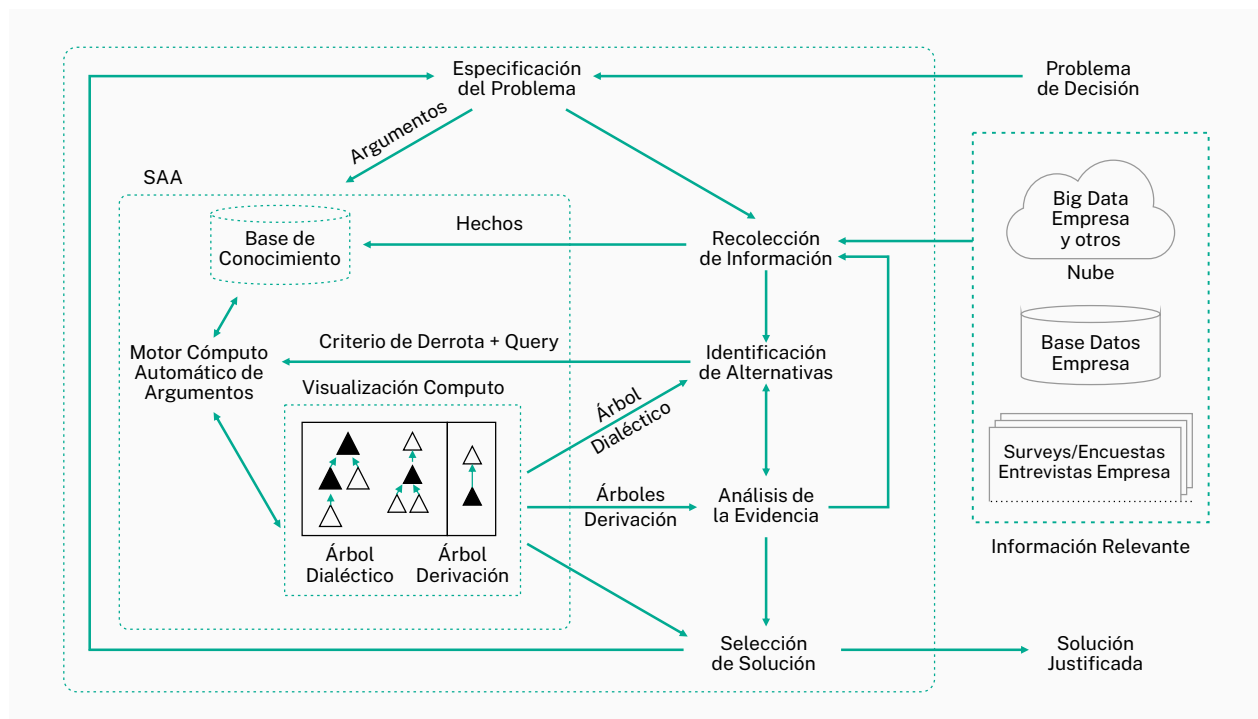 Especificación
del Problema
Problema
de Decisión
Argumentos
SAA
Big Data
Empresa
y otros
Nube
Base de
Conocimiento
Hechos
Recolección
de Información
Base Datos
Empresa
Criterio de Derrota + Query
Motor Cómputo
Automático de
Argumentos
Identificación
de Alternativas
Visualización Computo
Árbol
Dialéctico
Surveys/Encuestas
Entrevistas Empresa
Árboles
Derivación
Análisis de
la Evidencia
Información Relevante
Árbol
Dialéctico
Árbol
Derivación
Selección
de Solución
Solución
Justificada